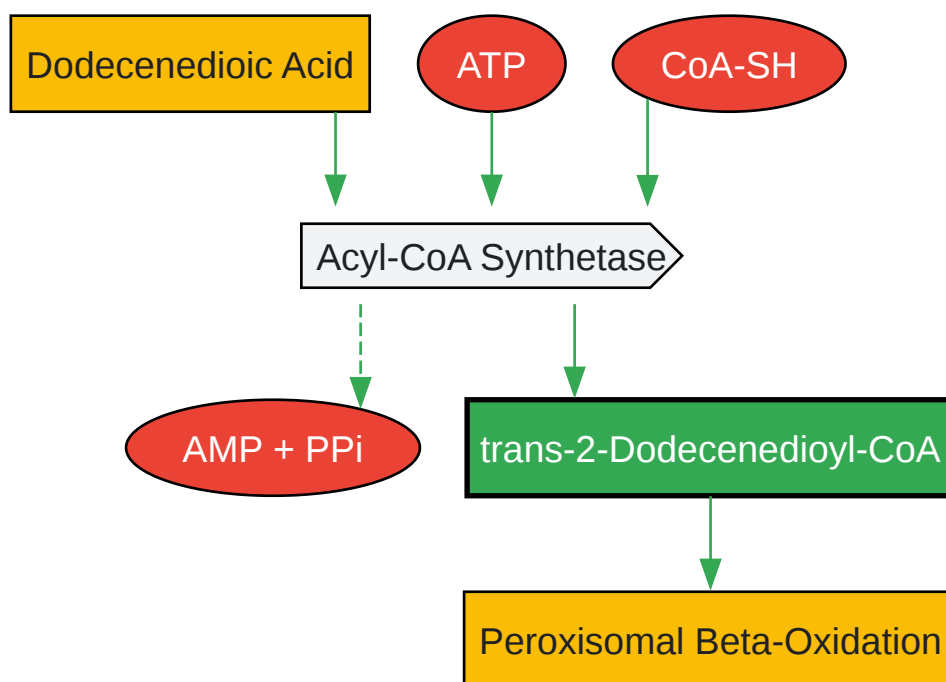 Dodecenedioic Acid
ATP
CoA-SH
Acyl-CoA Synthetase
AMP + PPi
trans-2-Dodecenedioyl-CoA
Peroxisomal Beta-Oxidation